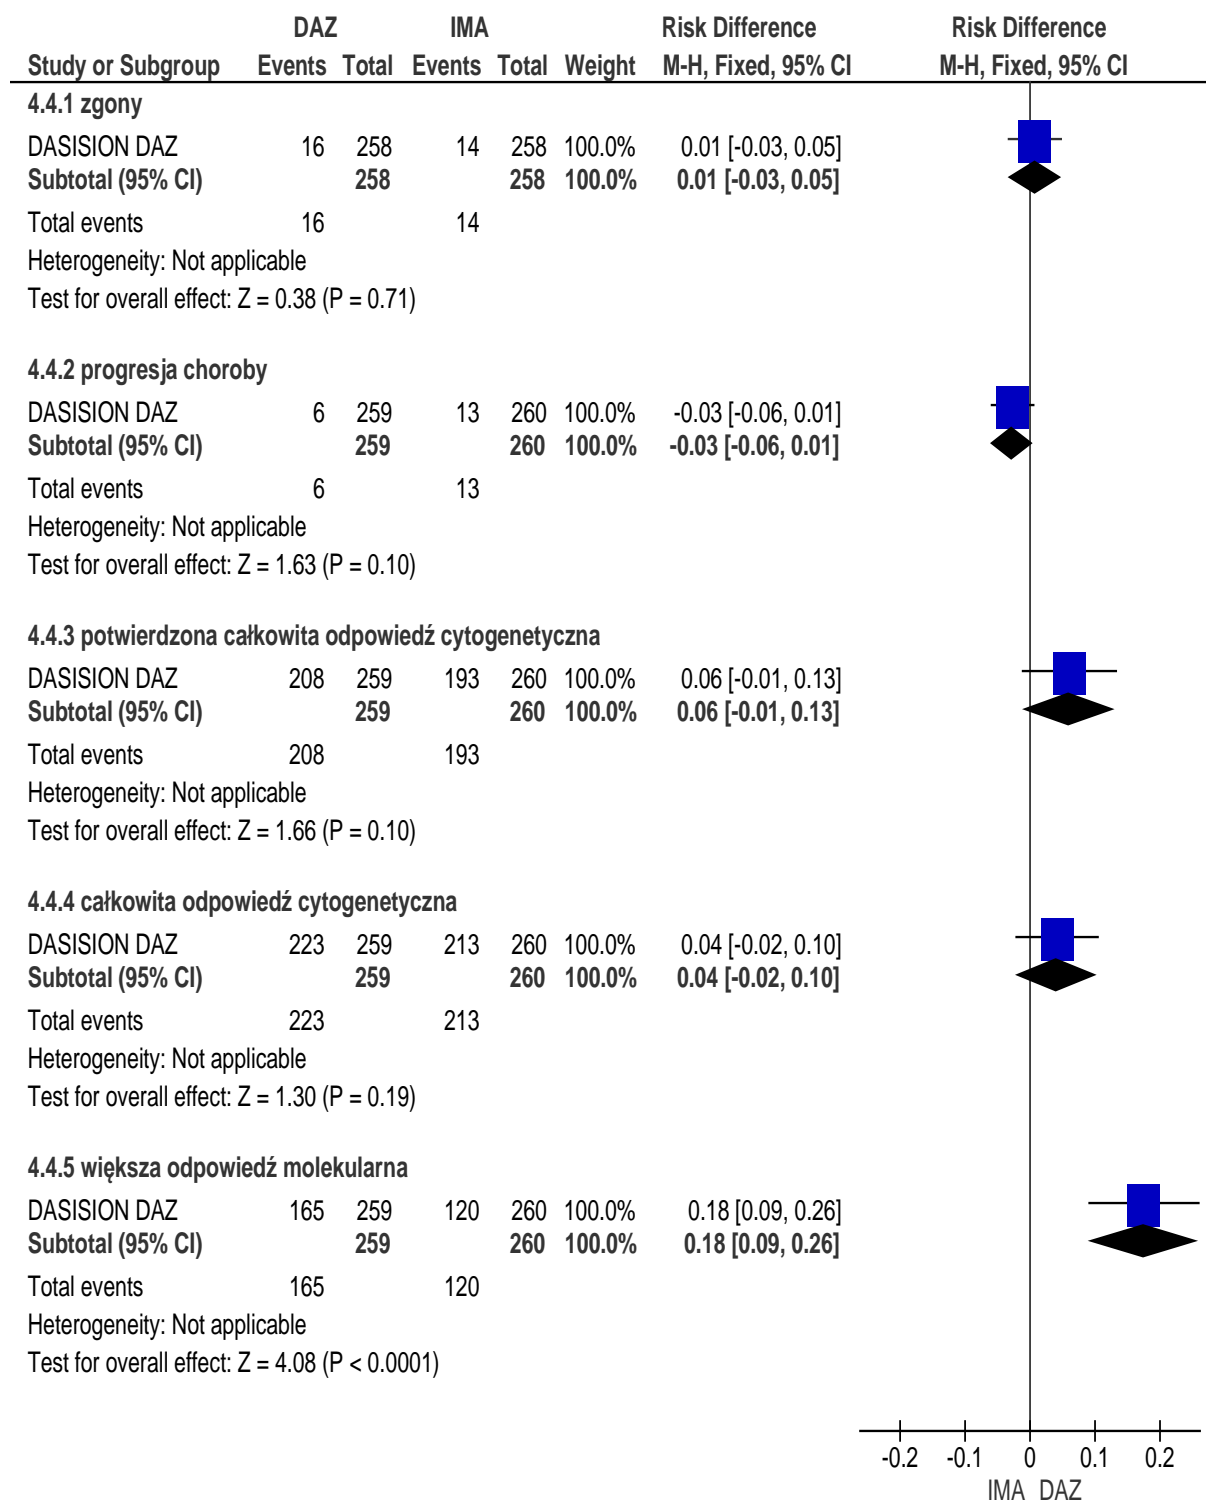 DAZ IMA Risk Difference Risk Difference
Study or Subgroup Events Total Events Total Weight M-H, Fixed, 95% CI M-H, Fixed, 95% CI
4.4.1 zgony
DASISION DAZ 16 258 14 258 100.0% 0.01 [-0.03, 0.05]
Subtotal (95% CI) 258 258 100.0% 0.01 [-0.03, 0.05]
Total events 16 14
Heterogeneity: Not applicable
Test for overall effect: Z = 0.38 (P = 0.71)
4.4.2 progresja choroby
DASISION DAZ 6 259 13 260 100.0% -0.03 [-0.06, 0.01]
Subtotal (95% CI) 259 260 100.0% -0.03 [-0.06, 0.01]
Total events 6 13
Heterogeneity: Not applicable
Test for overall effect: Z = 1.63 (P = 0.10)
4.4.3 potwierdzona całkowita odpowiedź cytogenetyczna
DASISION DAZ 208 259 193 260 100.0% 0.06 [-0.01, 0.13]
Subtotal (95% CI) 259 260 100.0% 0.06 [-0.01, 0.13]
Total events 208 193
Heterogeneity: Not applicable
Test for overall effect: Z = 1.66 (P = 0.10)
4.4.4 całkowita odpowiedź cytogenetyczna
DASISION DAZ 223 259 213 260 100.0% 0.04 [-0.02, 0.10]
Subtotal (95% CI) 259 260 100.0% 0.04 [-0.02, 0.10]
Total events 223 213
Heterogeneity: Not applicable
Test for overall effect: Z = 1.30 (P = 0.19)
4.4.5 większa odpowiedź molekularna
DASISION DAZ 165 259 120 260 100.0% 0.18 [0.09, 0.26]
Subtotal (95% CI) 259 260 100.0% 0.18 [0.09, 0.26]
Total events 165 120
Heterogeneity: Not applicable
Test for overall effect: Z = 4.08 (P < 0.0001)
-0.2 -0.1 0 0.1 0.2
IMA DAZ